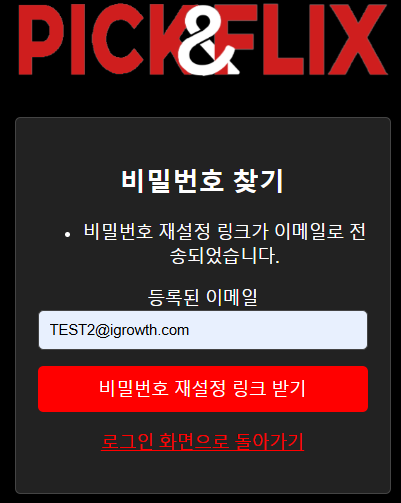 PICK&FLIX
비밀번호 찾기
• 비밀번호 재설정 링크가 이메일로 전
송되었습니다.
등록된 이메일
TEST2@igrowth.com
비밀번호 재설정 링크 받기
로그인 화면으로 돌아가기